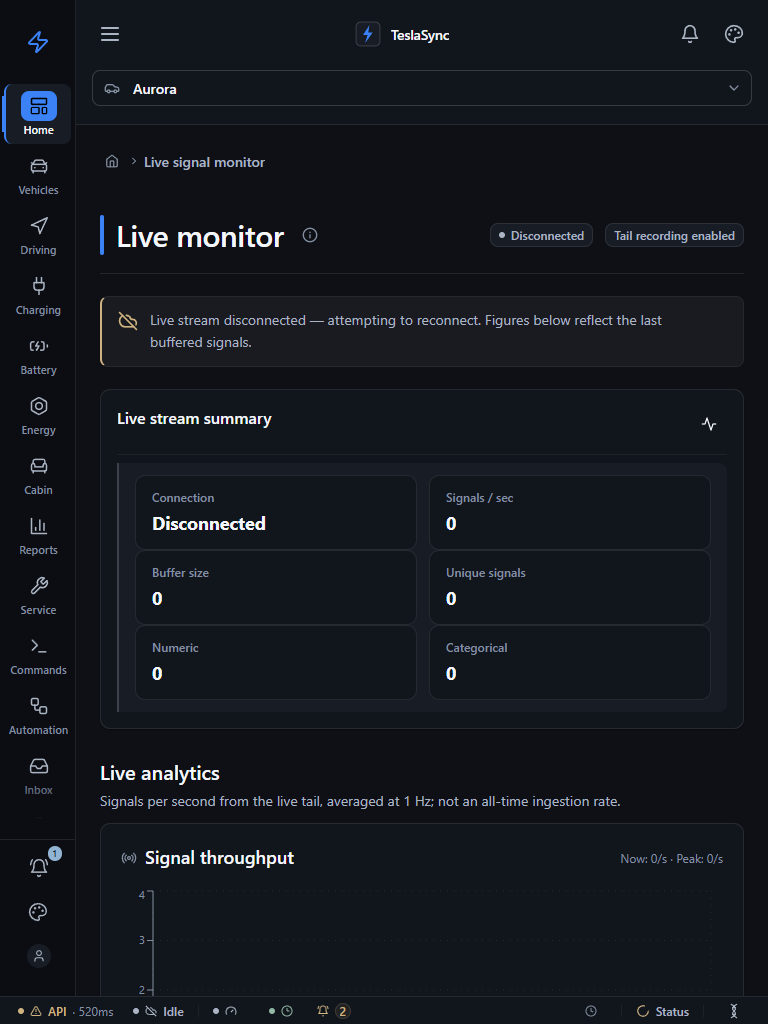 TeslaSync
Aurora
Home
Vehicles
Driving
Charging
Battery
Energy
Cabin
Reports
Service
Commands
Automation
Inbox
1
Live signal monitor
Live monitor
Disconnected
Tail recording enabled
Live stream disconnected — attempting to reconnect. Figures below reflect the last
buffered signals.
Live stream summary
Connection
Disconnected
Signals / sec
0
Buffer size
0
Unique signals
0
Numeric
0
Categorical
0
Live analytics
Signals per second from the live tail, averaged at 1 Hz; not an all-time ingestion rate.
Signal throughput
Now: 0/s · Peak: 0/s
4
3
2
API · 520ms
Idle
2
Status